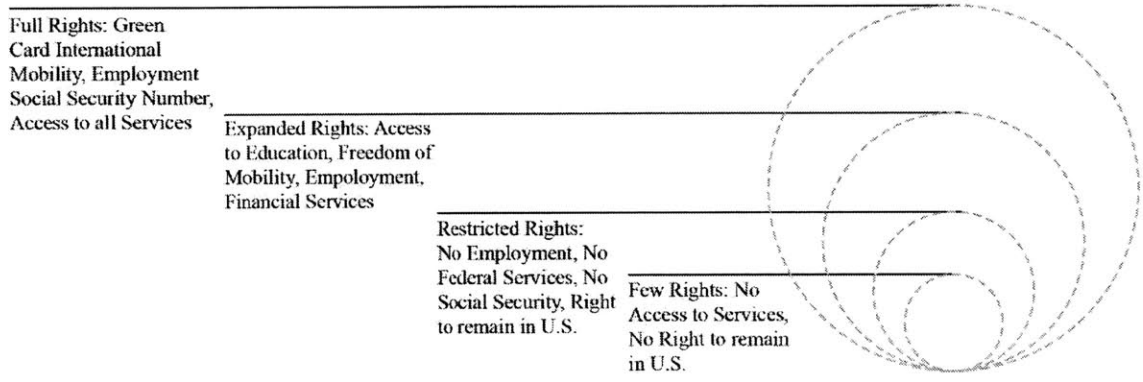 Full Rights: Green
Card International
Mobility, Employment
Social Security Number,
Access to all Services
Expanded Rights: Access
to Education, Freedom of
Mobility, Empoloyment,
Financial Services
Restricted Rights:
No Employment, No
Federal Services, No
Social Security, Right
to remain in U.S.
Few Rights: No
Access to Services,
No Right to remain
in U.S.